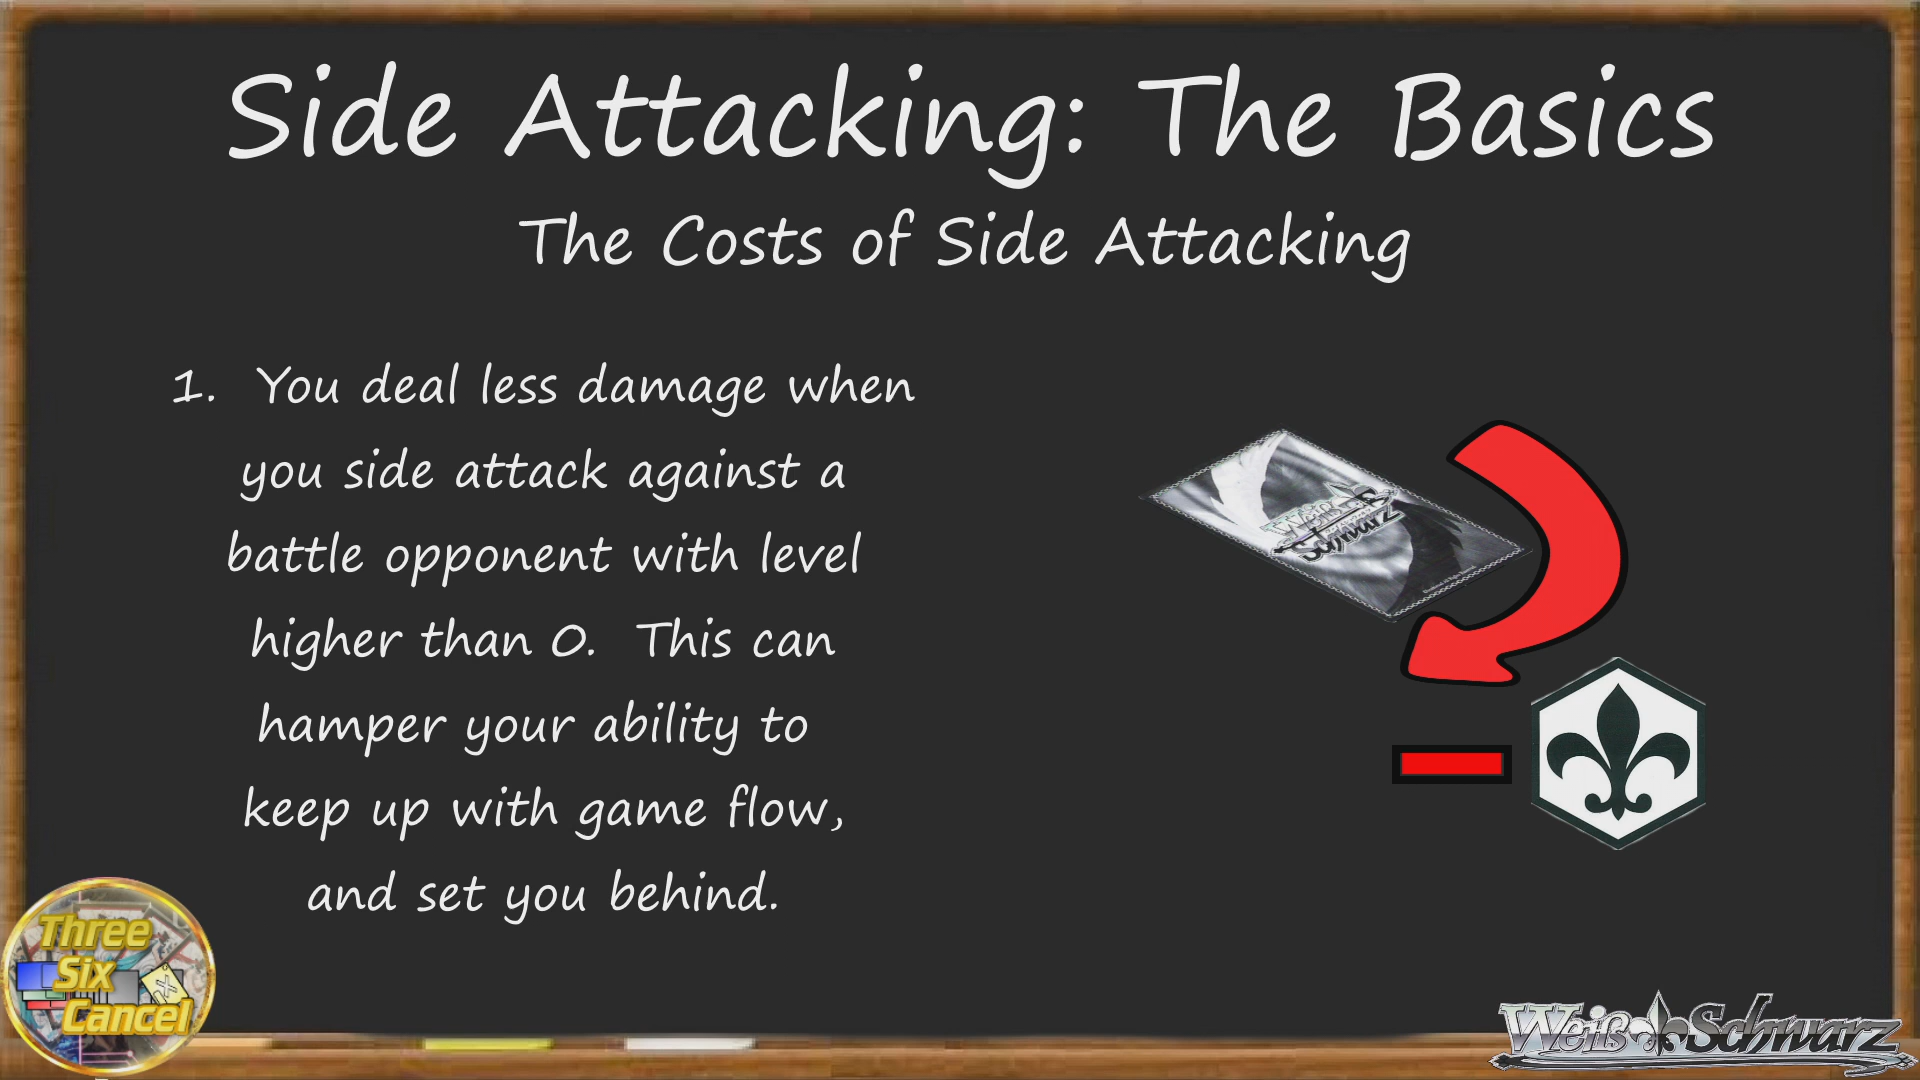 Side Attacking: The Basics
The Costs of Side Attacking
1. You deal less damage when
you side attack against a
battle opponent with level
higher than 0. This can
hamper your ability to
keep up with game flow,
and set you behind.
Weiß Schwarz
Three
Six
Cancel
Weiß Schwarz